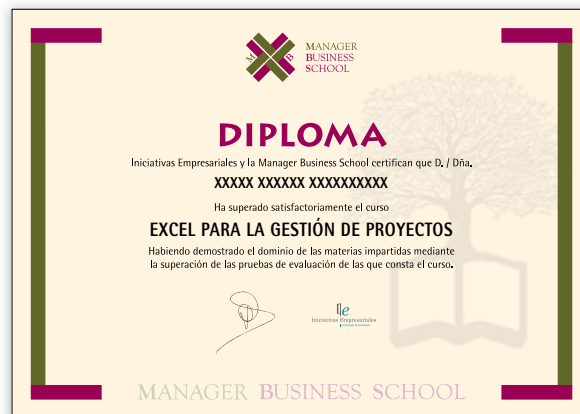 M B
MANAGER
BUSINESS
SCHOOL
DIPLOMA
Iniciativas Empresariales y la Manager Business School certifican que D. / Dña.
XXXXX XXXXXX XXXXXXXXXX
Ha superado satisfactoriamente el curso
EXCEL PARA LA GESTIÓN DE PROYECTOS
Habiendo demostrado el dominio de las materias impartidas mediante
la superación de las pruebas de evaluación de las que consta el curso.
Iniciativas Empresariales
MANAGER BUSINESS SCHOOL